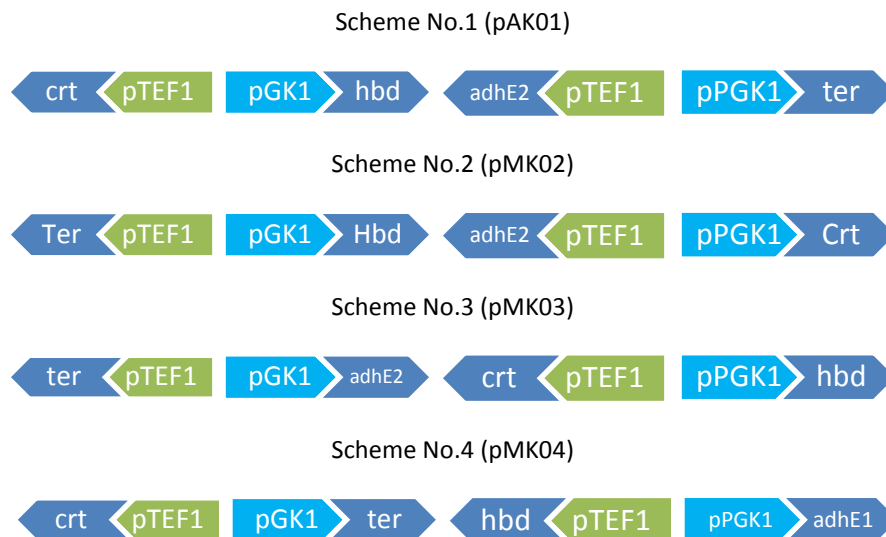 Scheme No.1 (pAK01)
crt pTEF1 pGK1 hbd adhE2 pTEF1 pPGK1 ter
Scheme No.2 (pMK02)
Ter pTEF1 pGK1 Hbd adhE2 pTEF1 pPGK1 Crt
Scheme No.3 (pMK03)
ter pTEF1 pGK1 adhE2 crt pTEF1 pPGK1 hbd
Scheme No.4 (pMK04)
crt pTEF1 pGK1 ter hbd pTEF1 pPGK1 adhE1